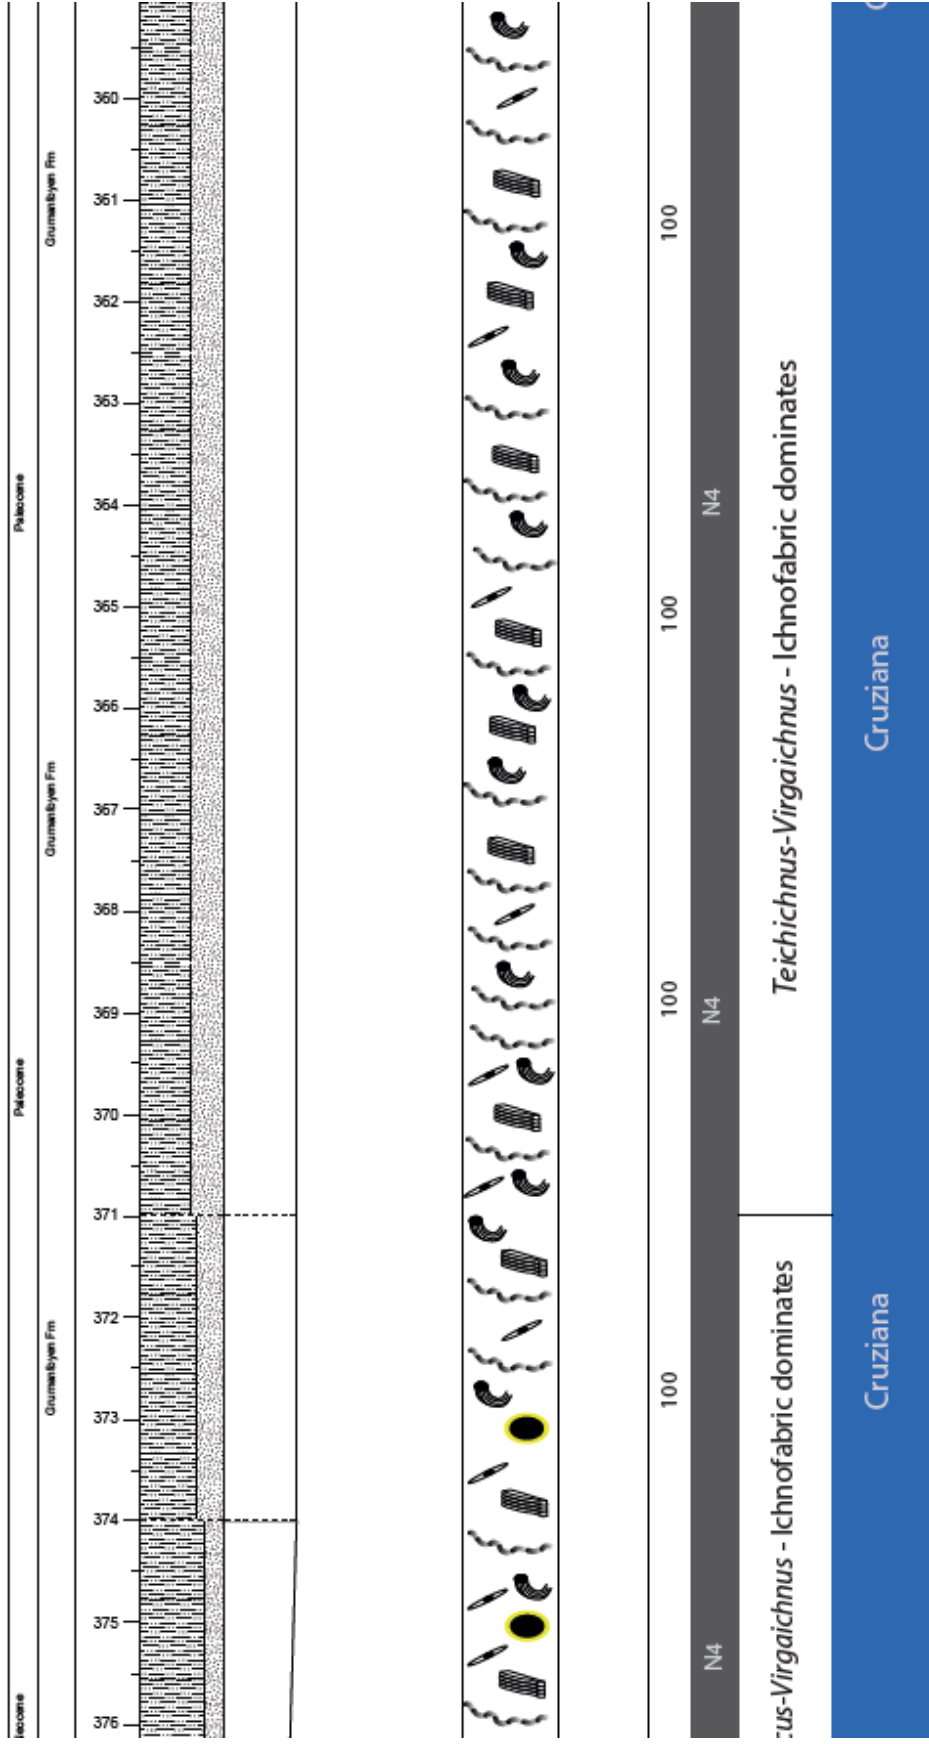 Paleocene
Paleocene
leocene
Grumantbyen Fm
Grumantbyen Fm
Grumantbyen Fm
360
361
362
363
364
365
366
367
368
369
370
371
372
373
374
375
376
100
100
100
100
N4
N4
N4
Teichichnus-Virgaichnus - Ichnofabric dominates
cus-Virgaichnus - Ichnofabric dominates
Cruziana
Cruziana